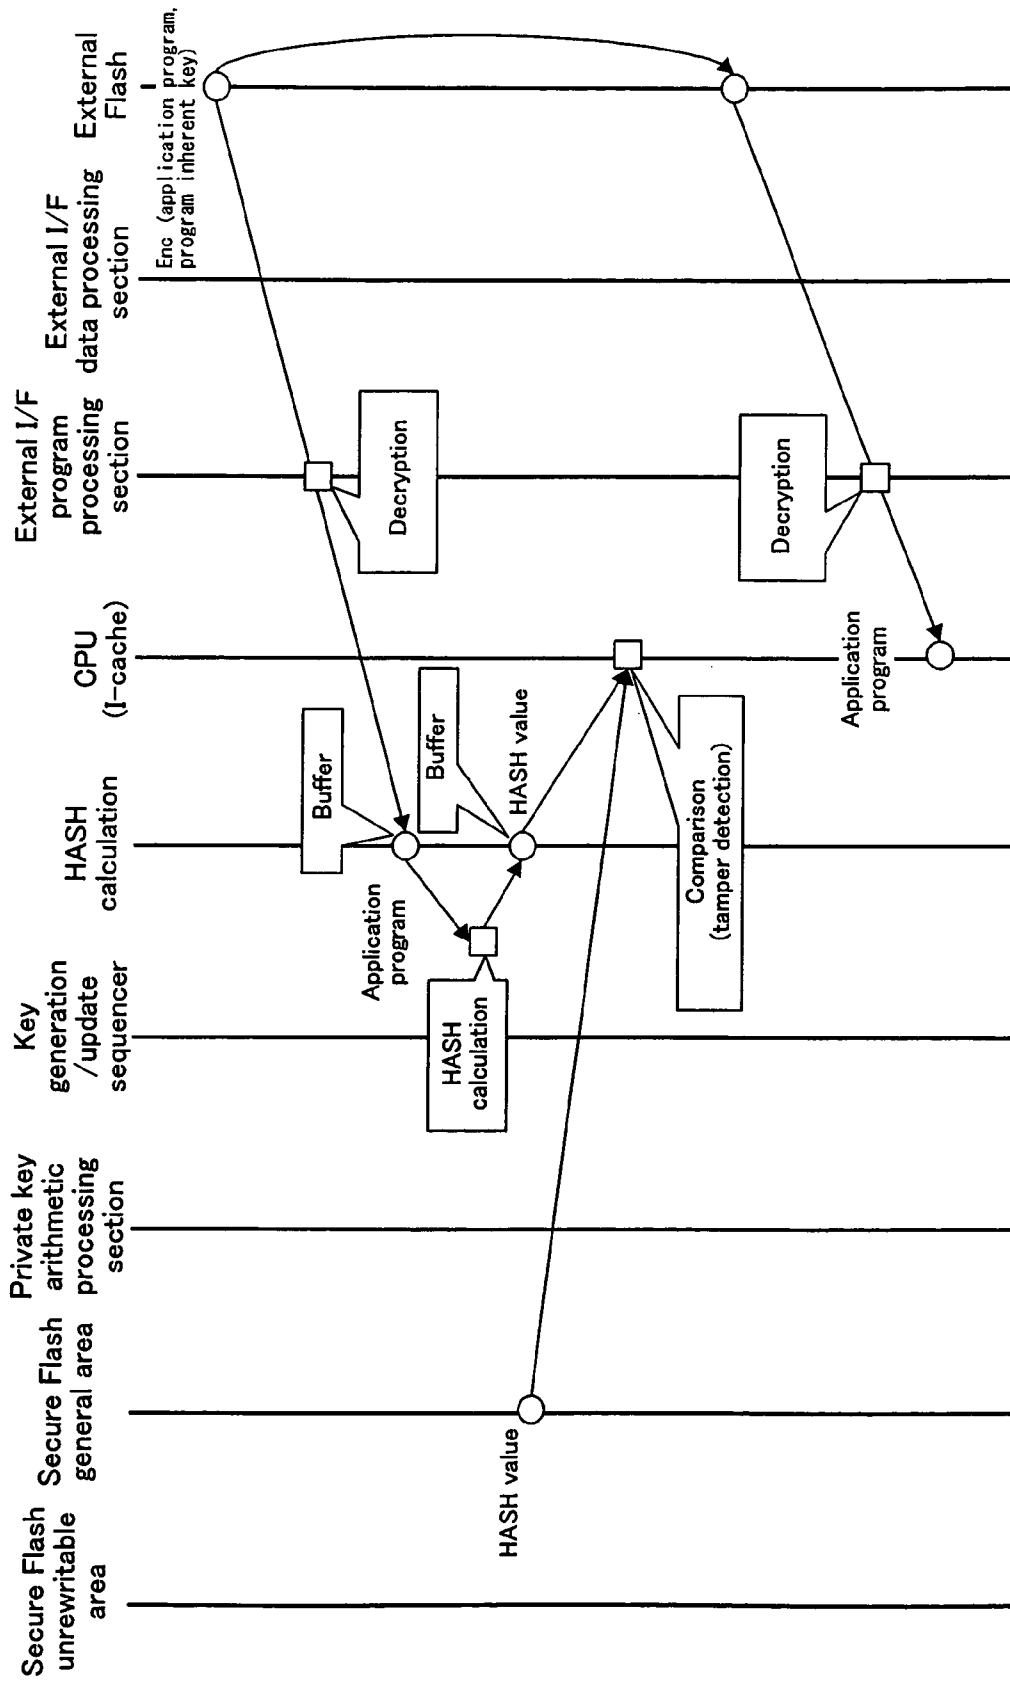 Secure Flash
unrewritable
area
Secure Flash
general area
Private key
arithmetic
processing
section
Key
generation
/update
sequencer
HASH
calculation
CPU
(I-cache)
External I/F
program
processing
section
External I/F
data processing
section
External
Flash
Enc (application program,
program inherent key)
Decryption
Buffer
Application
program
Buffer
HASH
calculation
HASH value
HASH value
Comparison
(tamper detection)
Decryption
Application
program